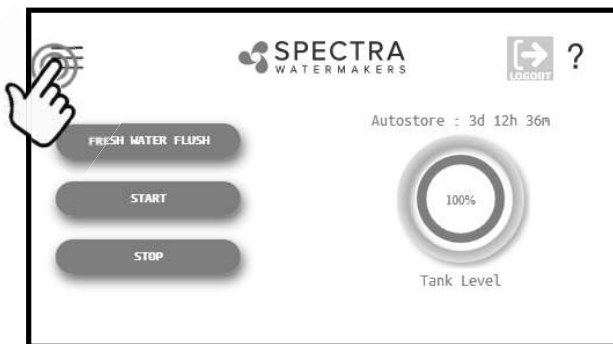 SPECTRA
WATERMAKERS
LOGOUT
?
Autostore : 3d 12h 36m
FRESH WATER FLUSH
START
100%
STOP
Tank Level